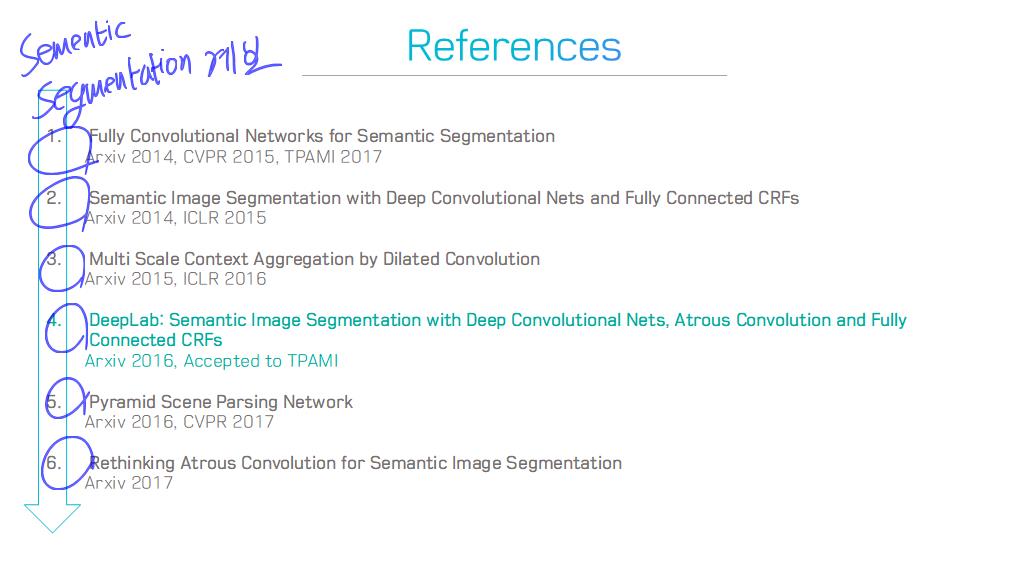 Sementic
References
Segmentation 계보
1. Fully Convolutional Networks for Semantic Segmentation
Arxiv 2014, CVPR 2015, TPAMI 2017
2. Semantic Image Segmentation with Deep Convolutional Nets and Fully Connected CRFs
Arxiv 2014, ICLR 2015
3. Multi Scale Context Aggregation by Dilated Convolution
Arxiv 2015, ICLR 2016
4. DeepLab: Semantic Image Segmentation with Deep Convolutional Nets, Atrous Convolution and Fully
Connected CRFs
Arxiv 2016, Accepted to TPAMI
5. Pyramid Scene Parsing Network
Arxiv 2016, CVPR 2017
6. Rethinking Atrous Convolution for Semantic Image Segmentation
Arxiv 2017